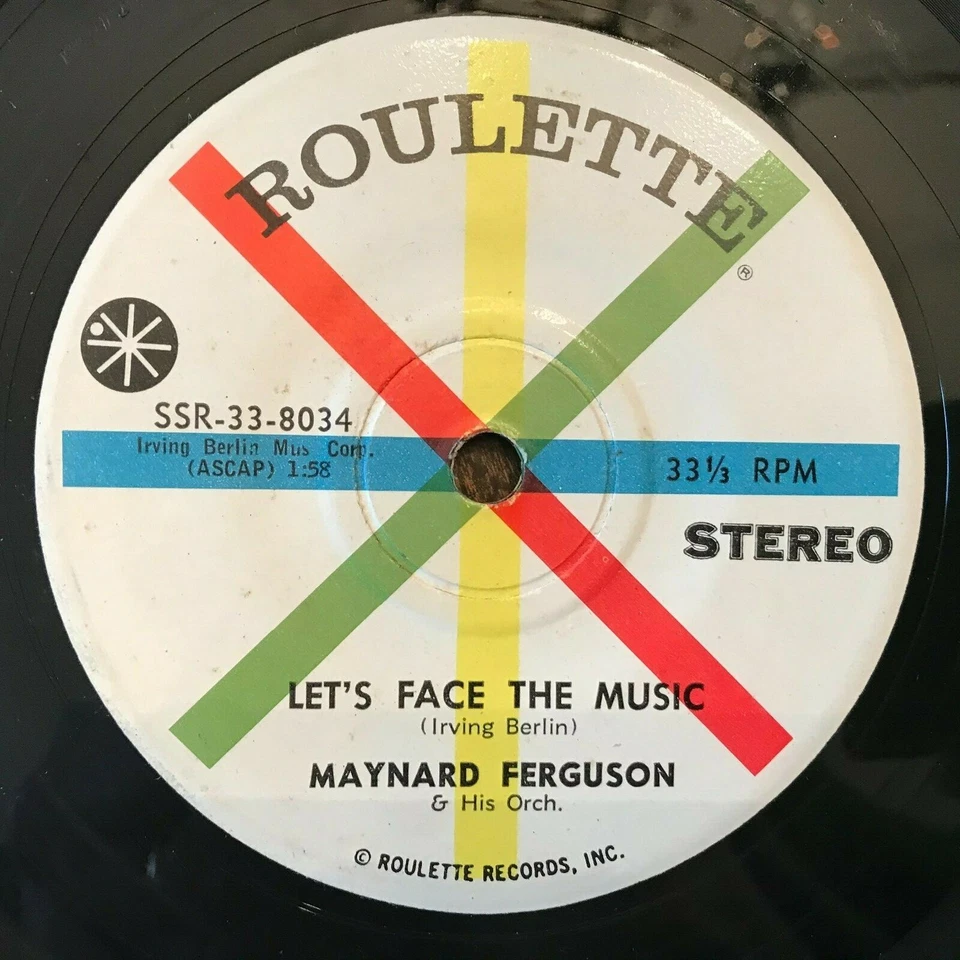 ROULETTE
®
SSR-33-8034
Irving Berlin Mus Corp.
(ASCAP) 1:58
33⅓ RPM
STEREO
LET'S FACE THE MUSIC
(Irving Berlin)
MAYNARD FERGUSON
& His Orch.
© ROULETTE RECORDS, INC.